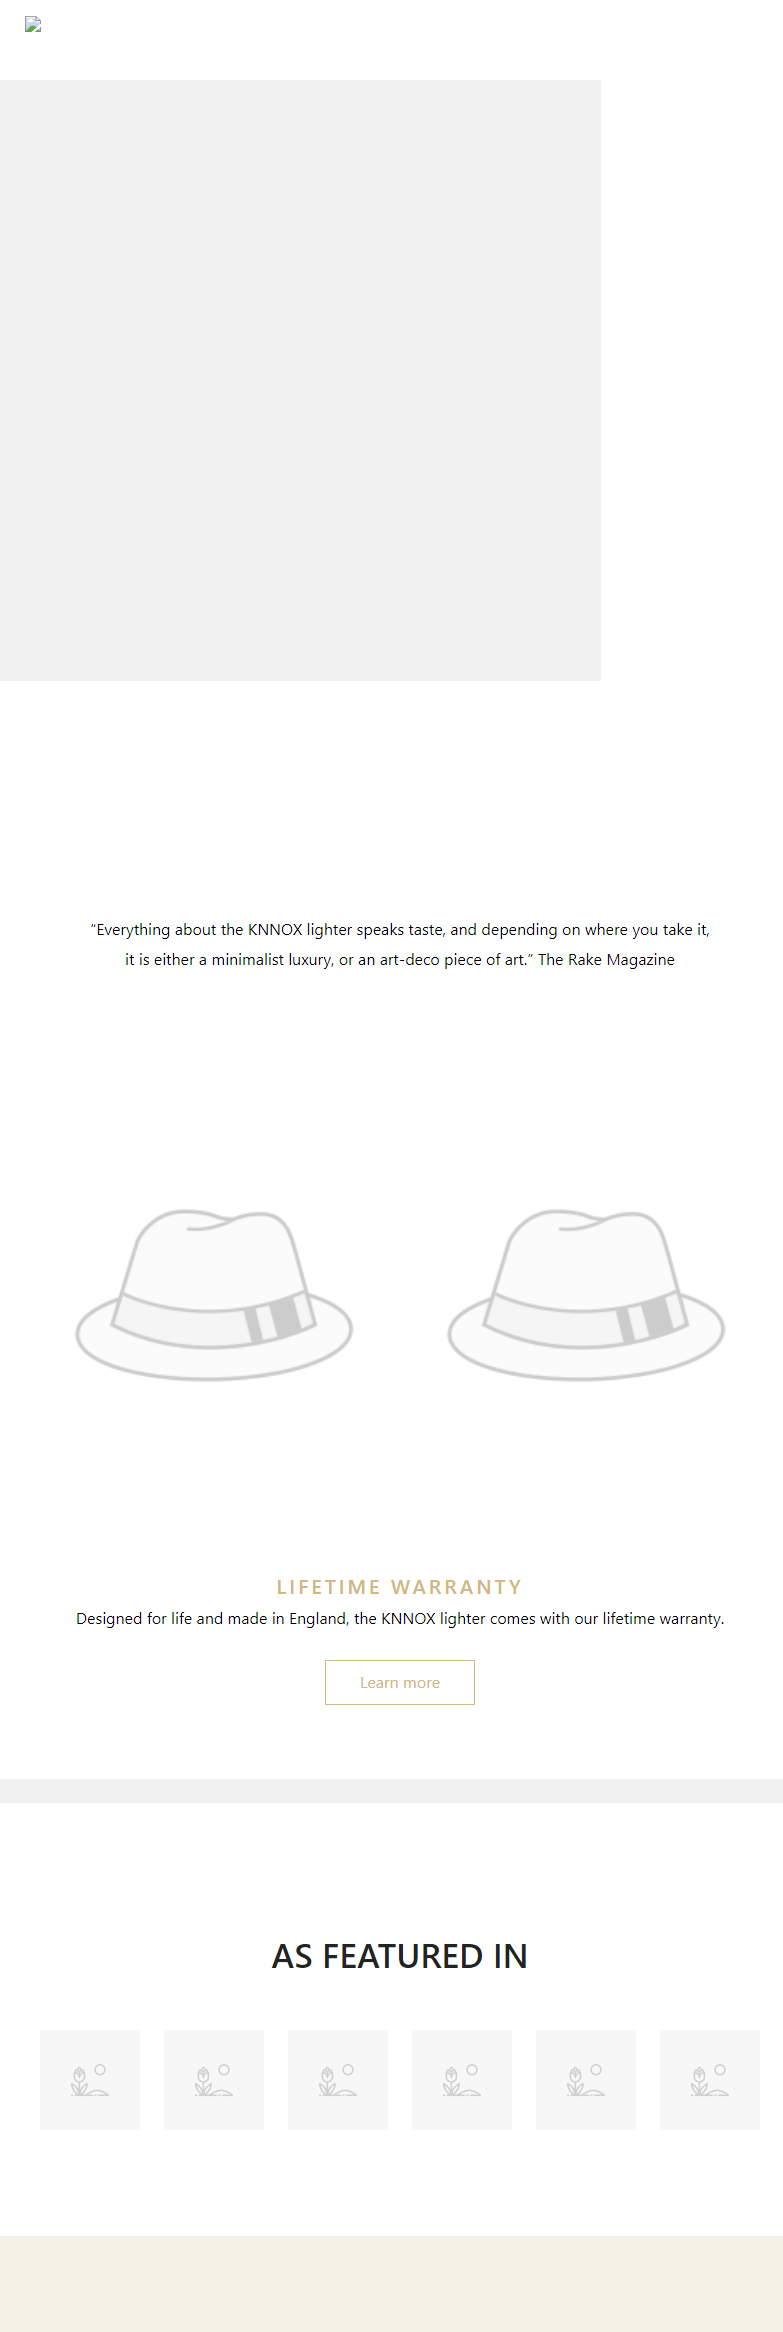 “Everything about the KNNOX lighter speaks taste, and depending on where you take it,
it is either a minimalist luxury, or an art-deco piece of art.” The Rake Magazine
LIFETIME WARRANTY
Designed for life and made in England, the KNNOX lighter comes with our lifetime warranty.
Learn more
AS FEATURED IN